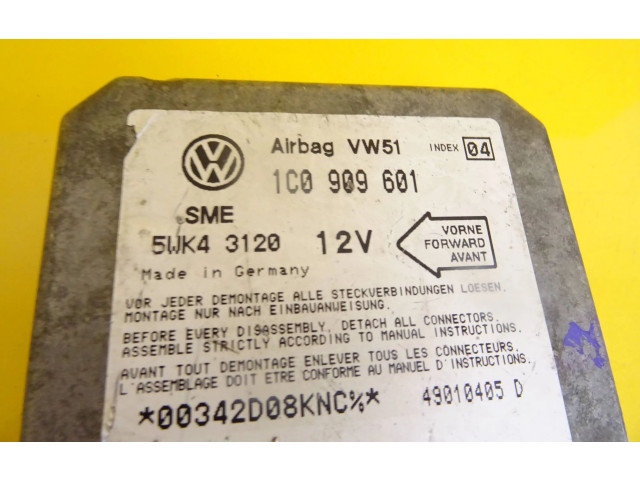 Airbag VW51 INDEX 04
1C0 909 601
SME
5WK4 3120 12V
VORNE
FORWARD
AVANT
Made in Germany
VOR JEDER DEMONTAGE ALLE STECKVERBINDUNGEN LOESEN.
MONTAGE NUR NACH EINBAUANWEISUNG.
BEFORE EVERY DISASSEMBLY, DETACH ALL CONNECTORS.
ASSEMBLE STRICTLY ACCORDING TO MANUAL INSTRUCTIONS.
AVANT TOUT DEMONTAGE ENLEVER TOUS LES CONNECTEURS.
L'ASSEMBLAGE DOIT ETRE CONFORME AU MANUEL D'INSTRUCTIONS.
*00342D08KNC%* 49010405 D